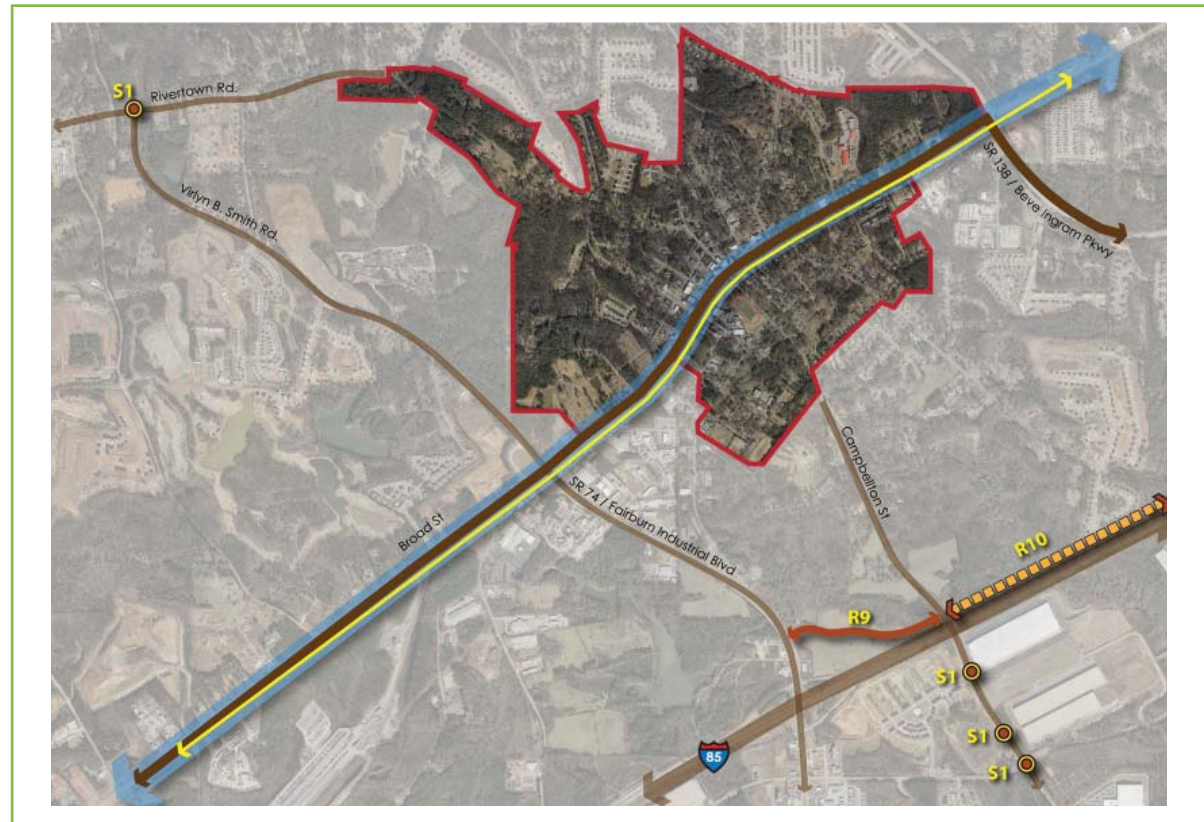 S1
Rivertown Rd.
Virlyn B. Smith Rd.
SR 138 / Beve Ingram Pkwy
Broad St
SR 74 / Fairburn Industrial Blvd
Campbellton St
R10
R9
S1
S1
S1
85